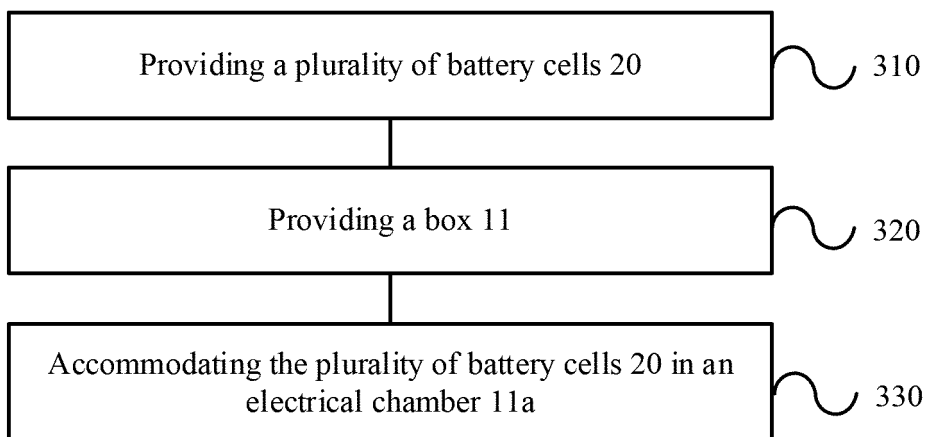 Providing a plurality of battery cells 20
310
Providing a box 11
320
Accommodating the plurality of battery cells 20 in an
electrical chamber 11a
330